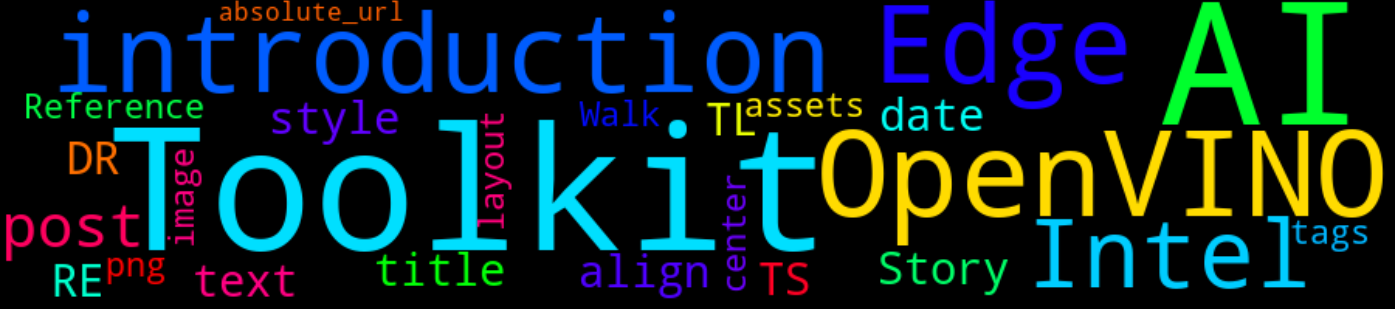 absolute_url
introduction
Edge
AI
Reference
style
layout
Walk
TL
assets
date
DR
image
Toolkit
OpenVINO
post
center
Intel
tags
RE
png
text
title
align
TS
Story